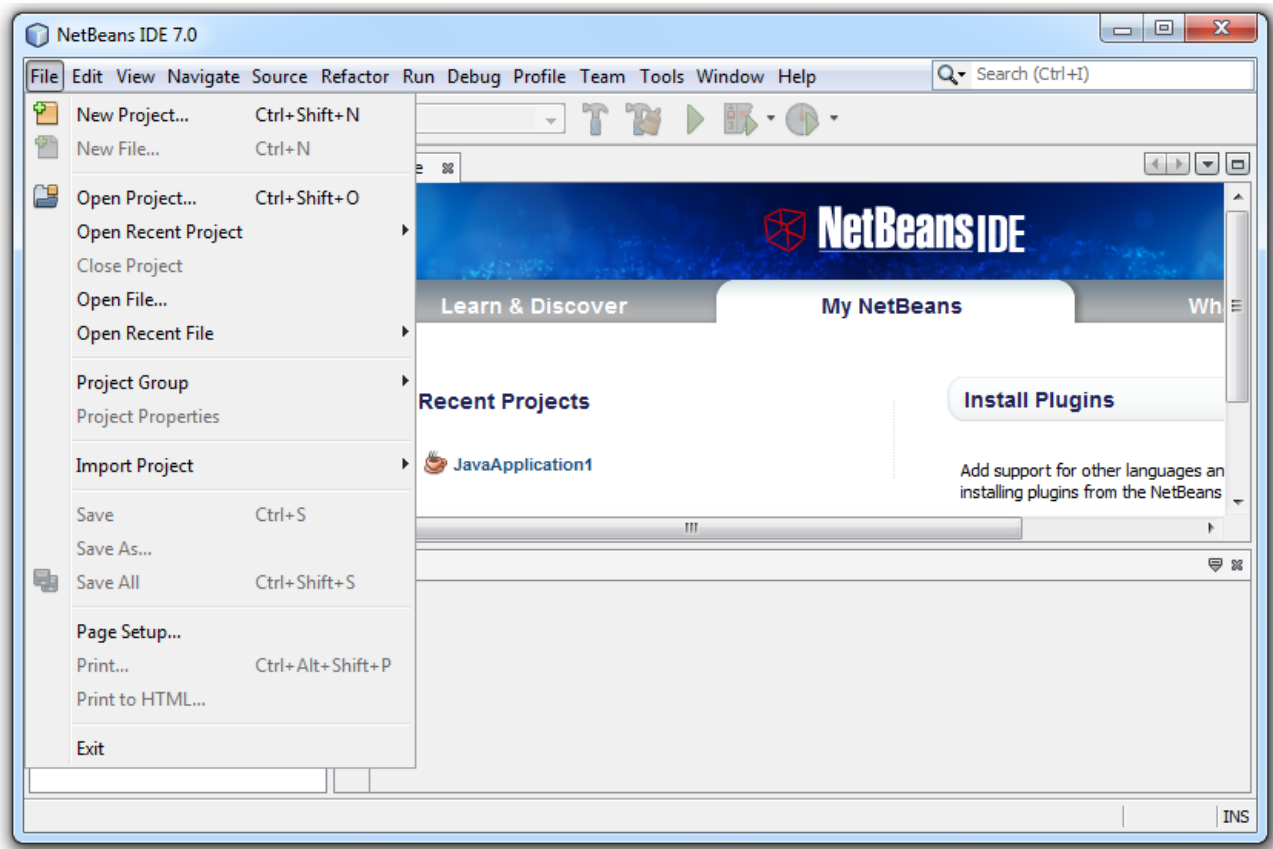 NetBeans IDE 7.0
File Edit View Navigate Source Refactor Run Debug Profile Team Tools Window Help Search (Ctrl+I)
New Project... Ctrl+Shift+N
New File... Ctrl+N
Open Project... Ctrl+Shift+O
Open Recent Project
Close Project
Open File...
Open Recent File
Project Group
Project Properties
Import Project
Save Ctrl+S
Save As...
Save All Ctrl+Shift+S
Page Setup...
Print... Ctrl+Alt+Shift+P
Print to HTML...
Exit
NetBeans IDE
Learn & Discover My NetBeans
Recent Projects
JavaApplication1
Install Plugins
Add support for other languages
installing plugins from the NetBeans
INS